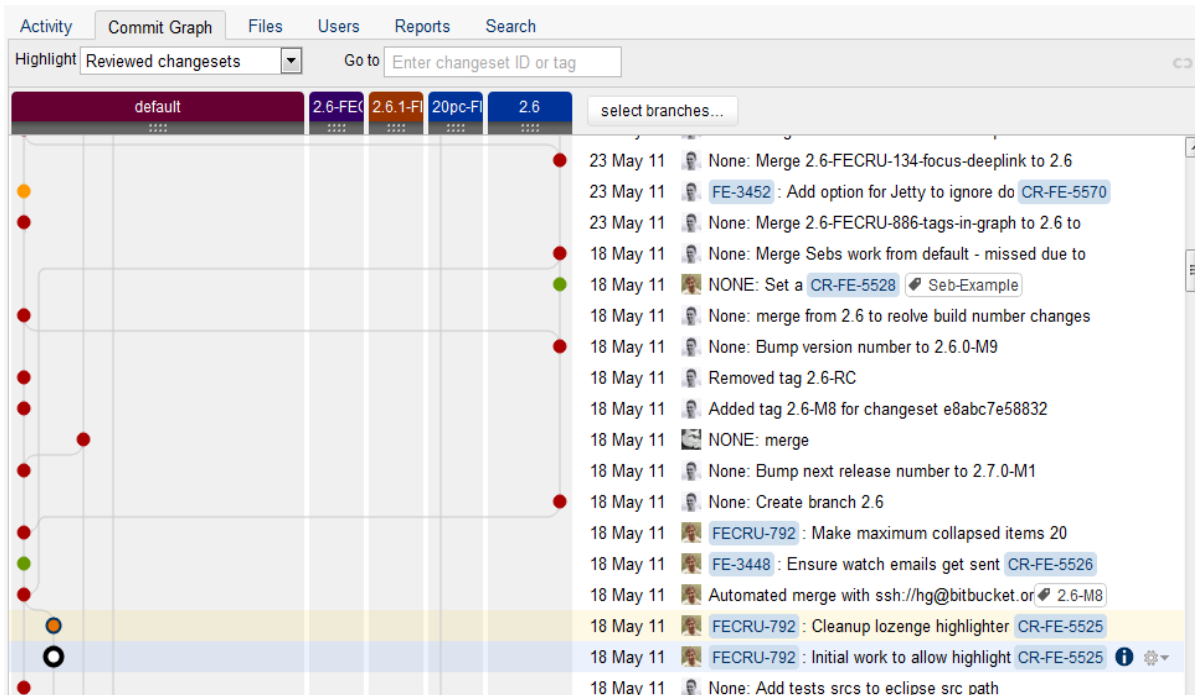 Activity Commit Graph Files Users Reports Search
Highlight Reviewed changesets Go to Enter changeset ID or tag
default 2.6-FEC 2.6.1-FI 20pc-FI 2.6 select branches...
23 May 11 None: Merge 2.6-FECRU-134-focus-deeplink to 2.6
23 May 11 FE-3452 : Add option for Jetty to ignore do CR-FE-5570
23 May 11 None: Merge 2.6-FECRU-886-tags-in-graph to 2.6 to
18 May 11 None: Merge Sebs work from default - missed due to
18 May 11 NONE: Set a CR-FE-5528 Seb-Example
18 May 11 None: merge from 2.6 to reolve build number changes
18 May 11 None: Bump version number to 2.6.0-M9
18 May 11 Removed tag 2.6-RC
18 May 11 Added tag 2.6-M8 for changeset e8abc7e58832
18 May 11 NONE: merge
18 May 11 None: Bump next release number to 2.7.0-M1
18 May 11 None: Create branch 2.6
18 May 11 FECRU-792 : Make maximum collapsed items 20
18 May 11 FE-3448 : Ensure watch emails get sent CR-FE-5526
18 May 11 Automated merge with ssh://hg@bitbucket.or 2.6-M8
18 May 11 FECRU-792 : Cleanup lozenge highlighter CR-FE-5525
18 May 11 FECRU-792 : Initial work to allow highlight CR-FE-5525
18 May 11 None: Add tests srcs to eclipse src path